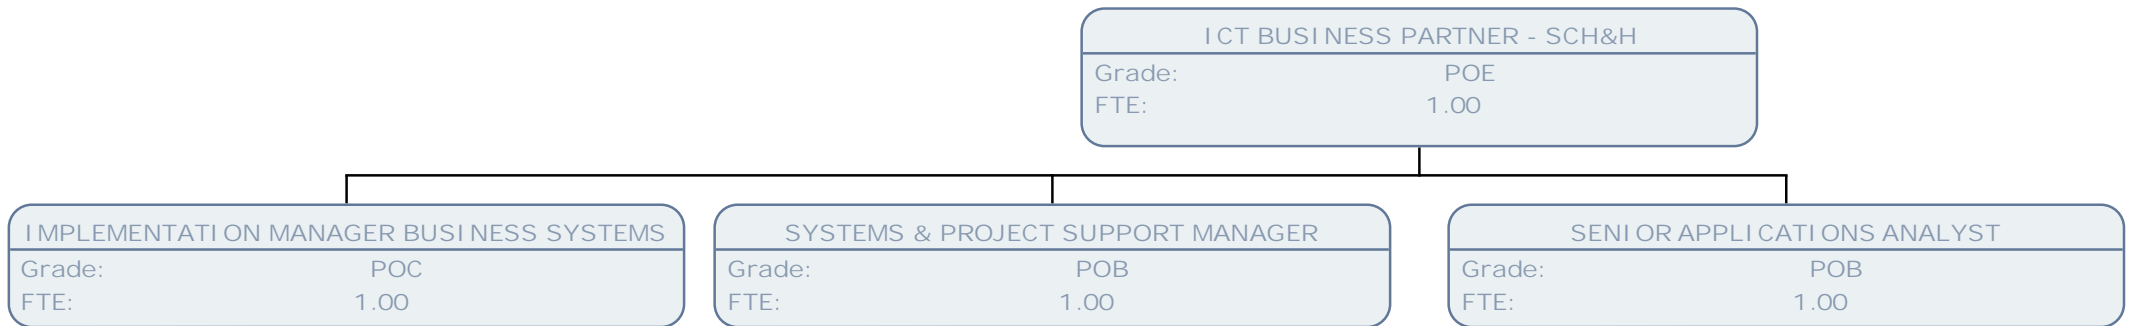 ICT BUSINESS PARTNER - SCH&H
Grade: POE
FTE: 1.00
IMPLEMENTATION MANAGER BUSINESS SYSTEMS
Grade: POC
FTE: 1.00
SYSTEMS & PROJECT SUPPORT MANAGER
Grade: POB
FTE: 1.00
SENIOR APPLICATIONS ANALYST
Grade: POB
FTE: 1.00